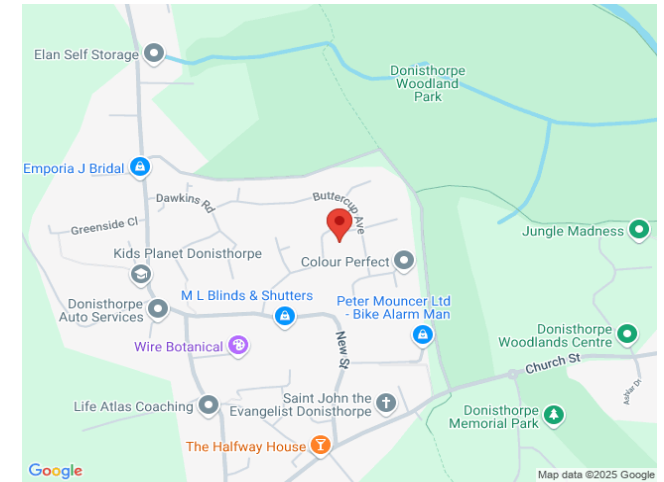 Elan Self Storage
Donisthorpe
Woodland
Park
Emporia J Bridal
Dawkins Rd
Buttercup Ave
Greenside Cl
Jungle Madness
Kids Planet Donisthorpe
Colour Perfect
Donisthorpe
Auto Services
M L Blinds & Shutters
Peter Mouncer Ltd
- Bike Alarm Man
Donisthorpe
Woodlands Centre
Wire Botanical
New St
Church St
Ashlar Dr
Life Atlas Coaching
Saint John the
Evangelist Donisthorpe
Donisthorpe
Memorial Park
The Halfway House
Google
Map data ©2025 Google